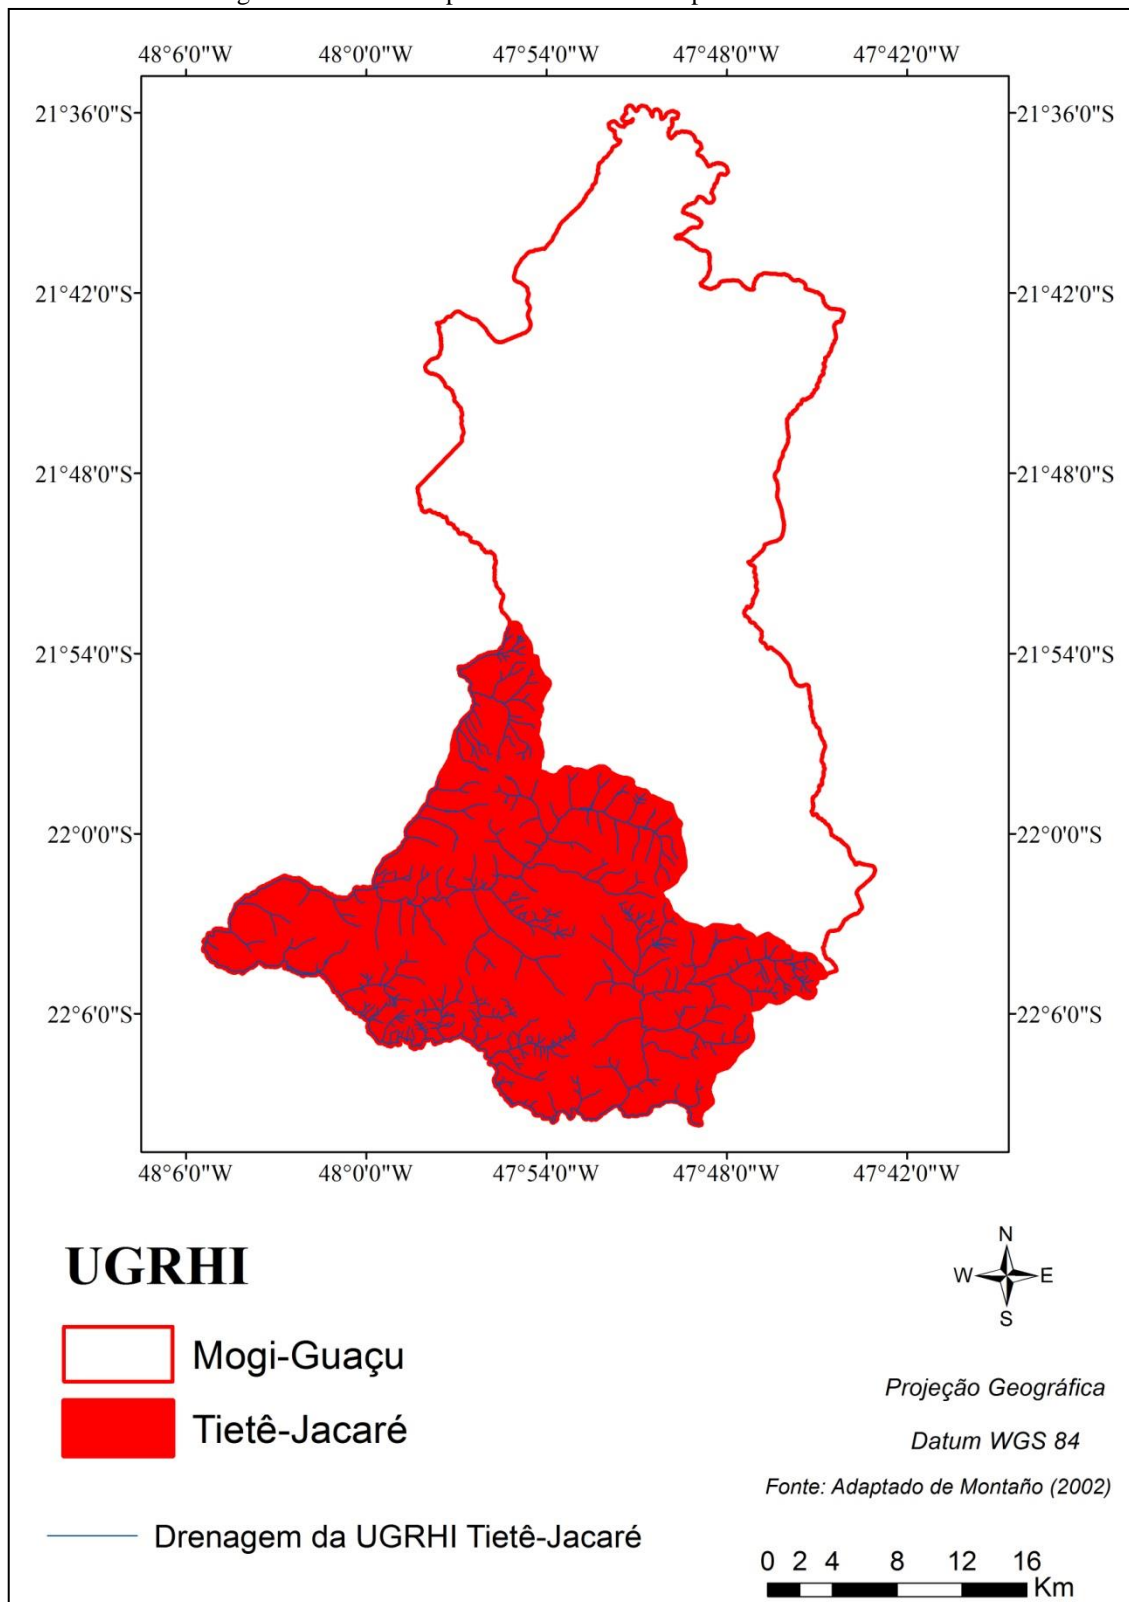 48°6'0"W 48°0'0"W 47°54'0"W 47°48'0"W 47°42'0"W
21°36'0"S 21°36'0"S
21°42'0"S 21°42'0"S
21°48'0"S 21°48'0"S
21°54'0"S 21°54'0"S
22°0'0"S 22°0'0"S
22°6'0"S 22°6'0"S
48°6'0"W 48°0'0"W 47°54'0"W 47°48'0"W 47°42'0"W
UGRHI
Mogi-Guaçu
Tietê-Jacaré
Drenagem da UGRHI Tietê-Jacaré
N
W E
S
Projeção Geográfica
Datum WGS 84
Fonte: Adaptado de Montaño (2002)
0 2 4 8 12 16
Km